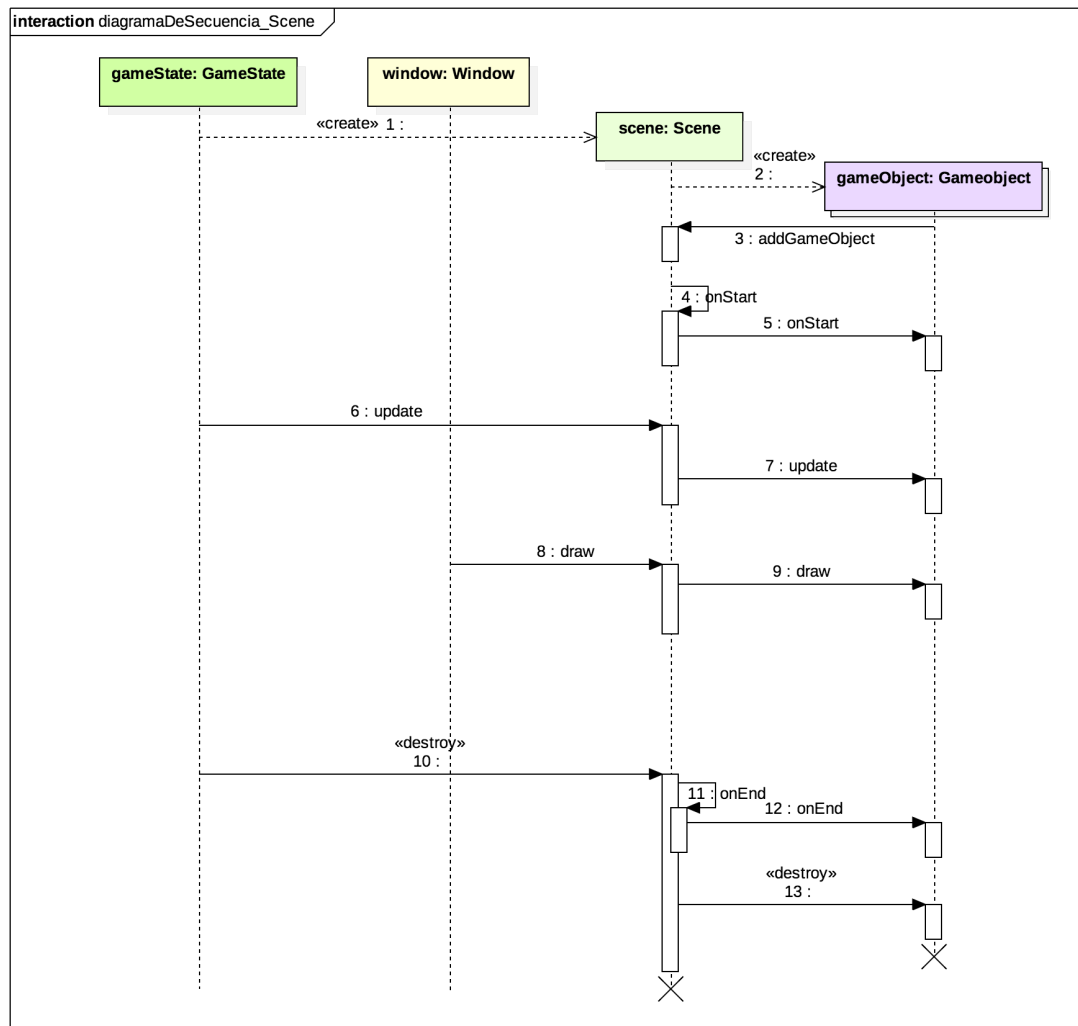 interaction diagramaDeSecuencia_Scene
gameState: GameState
window: Window
«create» 1 :
scene: Scene
«create»
2 :
gameObject: Gameobject
3 : addGameObject
4 : onStart
5 : onStart
6 : update
7 : update
8 : draw
9 : draw
«destroy»
10 :
11 : onEnd
12 : onEnd
«destroy»
13 :